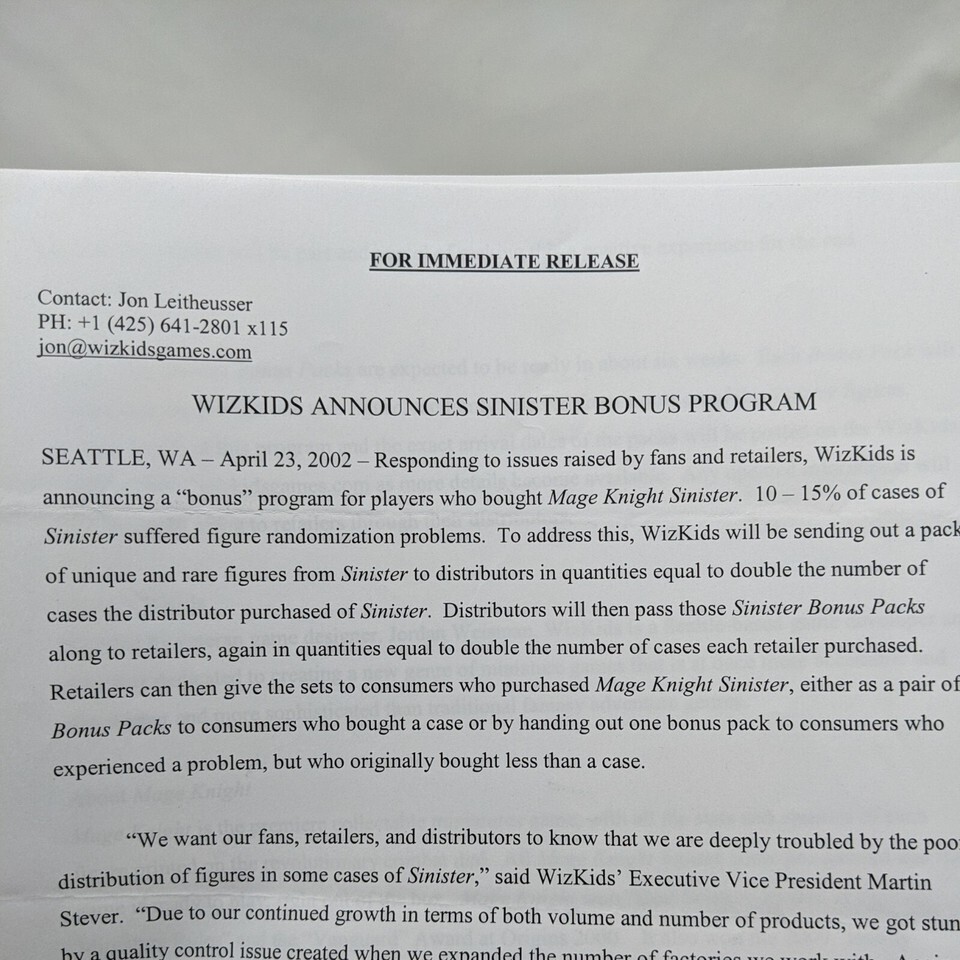 FOR IMMEDIATE RELEASE
Contact: Jon Leitheusser
PH: +1 (425) 641-2801 x115
jon@wizkidsgames.com
WIZKIDS ANNOUNCES SINISTER BONUS PROGRAM
SEATTLE, WA – April 23, 2002 – Responding to issues raised by fans and retailers, WizKids is
announcing a “bonus” program for players who bought Mage Knight Sinister. 10 – 15% of cases of
Sinister suffered figure randomization problems. To address this, WizKids will be sending out a pack
of unique and rare figures from Sinister to distributors in quantities equal to double the number of
cases the distributor purchased of Sinister. Distributors will then pass those Sinister Bonus Packs
along to retailers, again in quantities equal to double the number of cases each retailer purchased.
Retailers can then give the sets to consumers who purchased Mage Knight Sinister, either as a pair of
Bonus Packs to consumers who bought a case or by handing out one bonus pack to consumers who
experienced a problem, but who originally bought less than a case.
“We want our fans, retailers, and distributors to know that we are deeply troubled by the poo
distribution of figures in some cases of Sinister,” said WizKids’ Executive Vice President Martin
Stever. “Due to our continued growth in terms of both volume and number of products, we got stun
by a quality control issue created when we expanded the number of factories we work with.